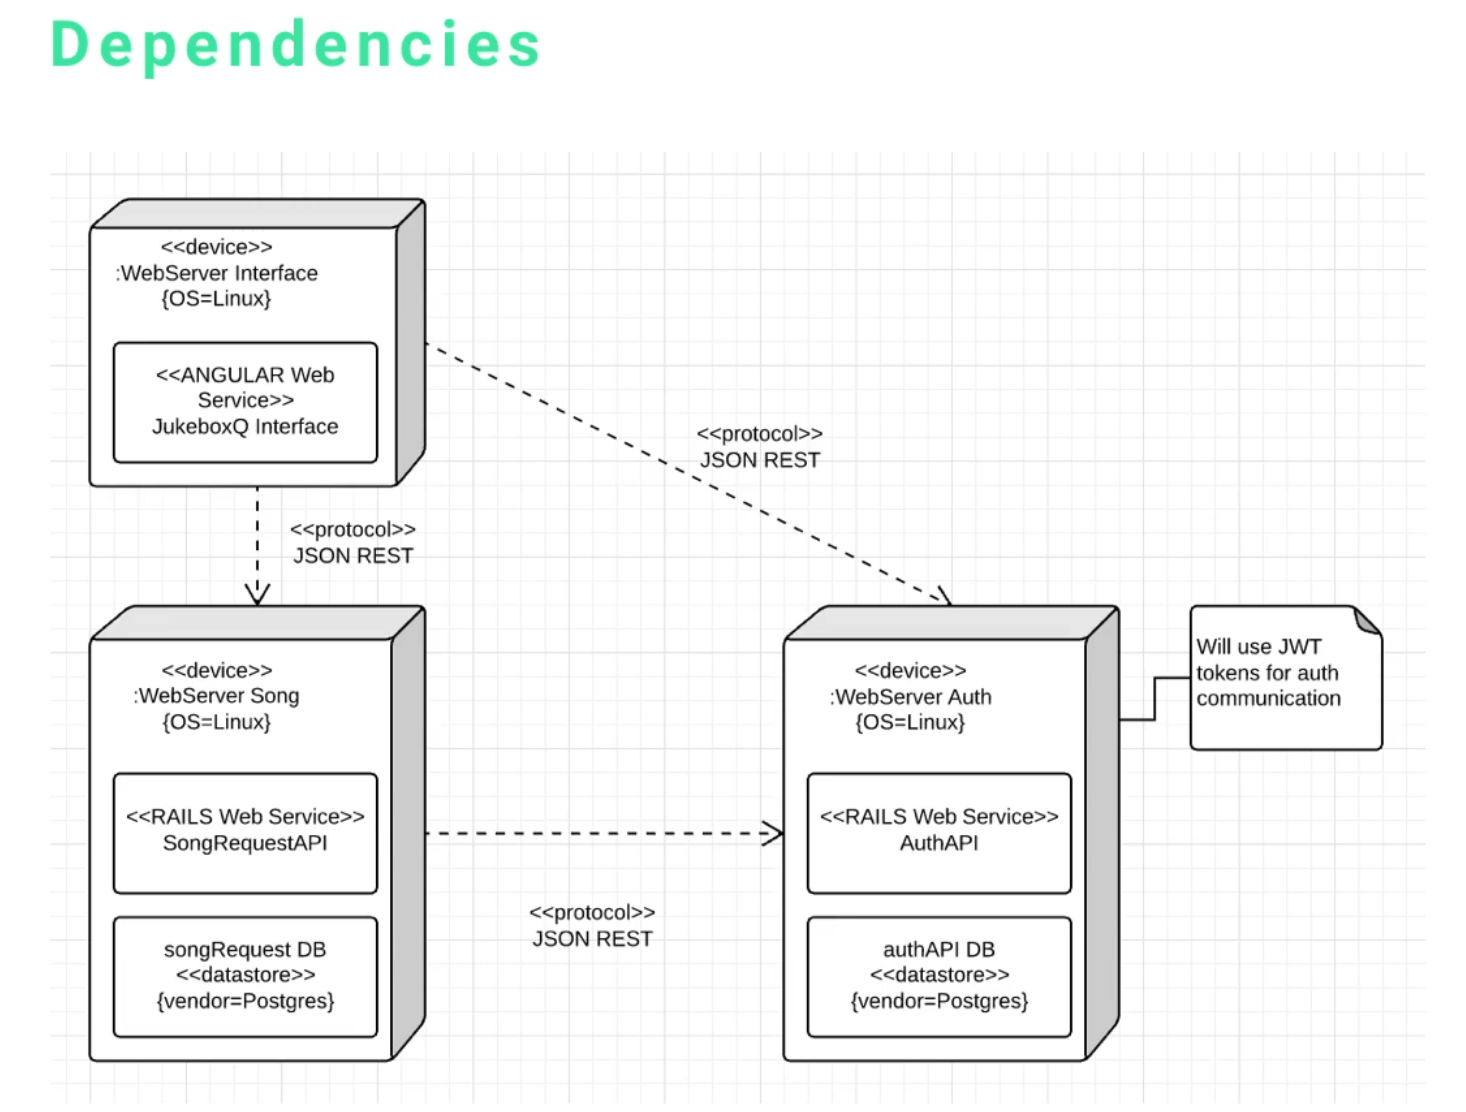 Dependencies
<<device>>
:WebServer Interface
{OS=Linux}
<<ANGULAR Web
Service>>
JukeboxQ Interface
<<protocol>>
JSON REST
<<protocol>>
JSON REST
<<device>>
:WebServer Song
{OS=Linux}
<<RAILS Web Service>>
SongRequestAPI
songRequest DB
<<datastore>>
{vendor=Postgres}
<<protocol>>
JSON REST
<<device>>
:WebServer Auth
{OS=Linux}
<<RAILS Web Service>>
AuthAPI
authAPI DB
<<datastore>>
{vendor=Postgres}
Will use JWT
tokens for auth
communication